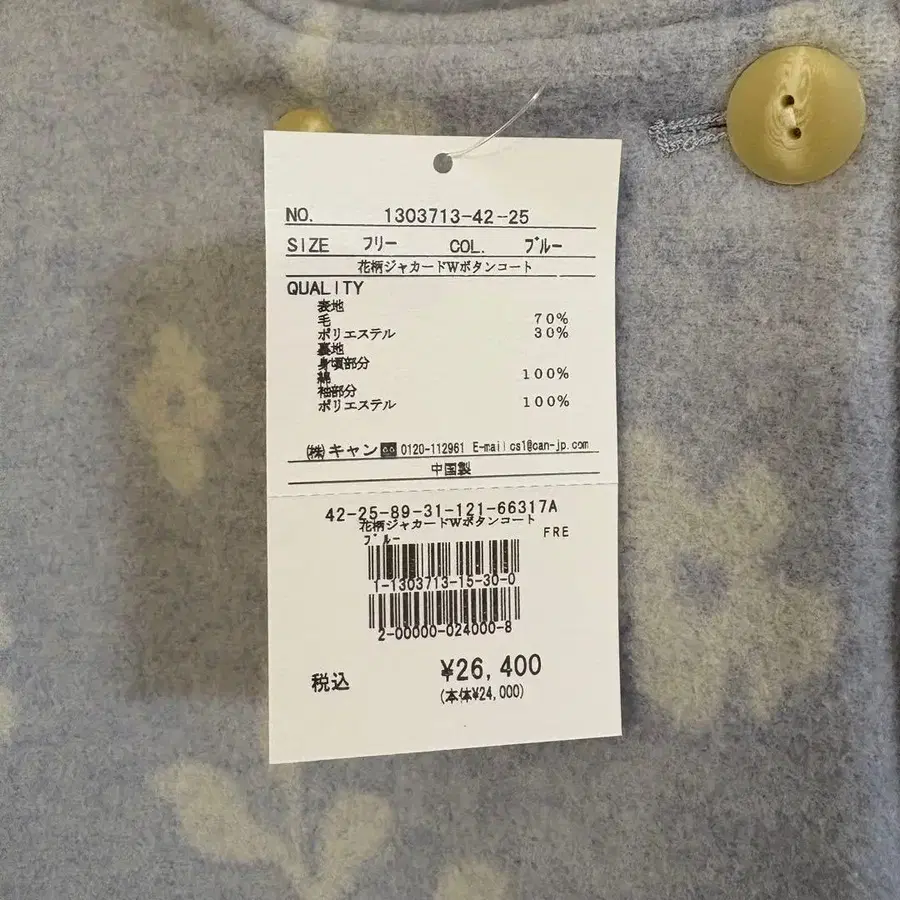 NO. 1303713-42-25
SIZE フリー COL. ブルー
花柄ジャカードWボタンコート
QUALITY
表地
毛 70%
ポリエステル 30%
裏地
身頃部分
綿 100%
袖部分
ポリエステル 100%
㈱キャン 0120-112961 E-mail cs1@can-jp.com
中国製
42-25-89-31-121-66317A
花柄ジャカードWボタンコート
ブルー FRE
1-1303713-15-30-0
2-00000-024000-8
税込 ¥26,400
(本体¥24,000)